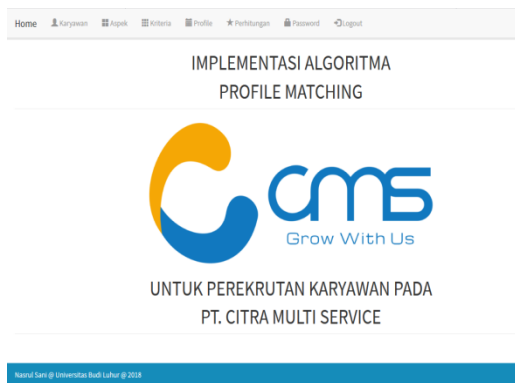 Home Karyawan Aspek Kriteria Profile Perhitungan Password Logout
IMPLEMENTASI ALGORITMA
PROFILE MATCHING
cms
Grow With Us
UNTUK PEREKRUTAN KARYAWAN PADA
PT. CITRA MULTI SERVICE
Nasrul Sani @ Universitas Budi Luhur @ 2018